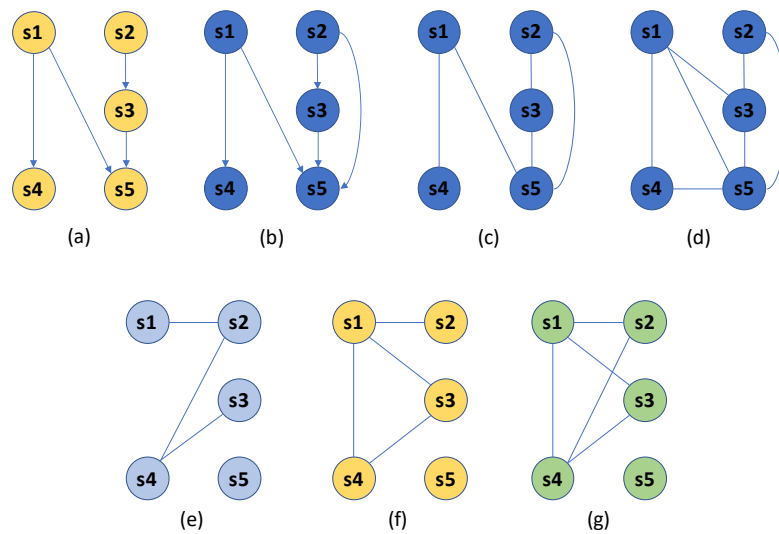 s1 s2 s1 s2 s1 s2 s1 s2
s3 s3 s3 s3
s4 s5 s4 s5 s4 s5 s4 s5
(a) (b) (c) (d)
s1 s2 s1 s2 s1 s2
s3 s3 s3
s4 s5 s4 s5 s4 s5
(e) (f) (g)